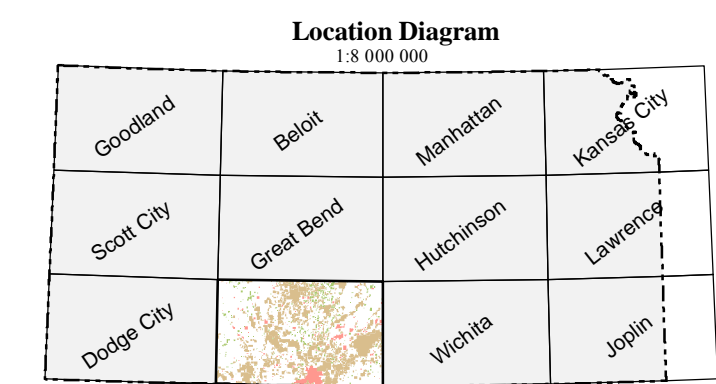 Location Diagram
1:8 000 000
Goodland
Beloit
Manhattan
Kansas City
Scott City
Great Bend
Hutchinson
Lawrence
Dodge City
Wichita
Joplin